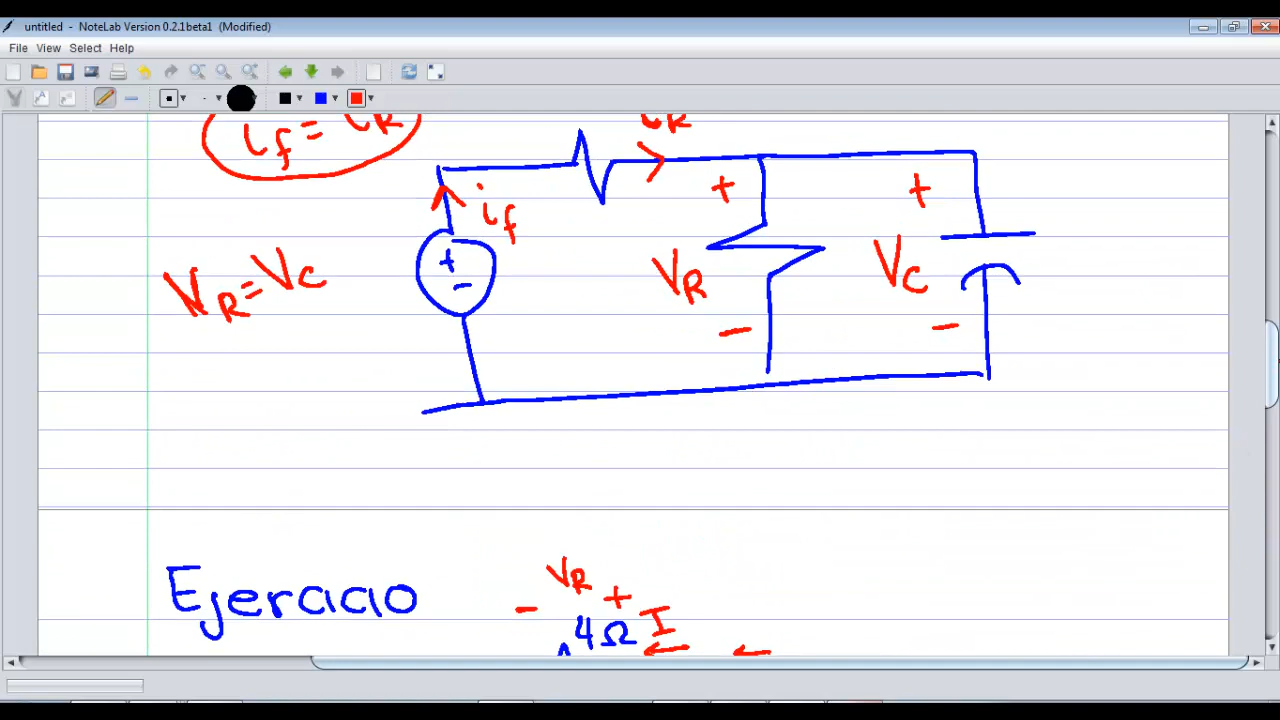 untitled - NoteLab Version 0.2.1beta1 (Modified)
File View Select Help
if = iR
iR
+ +
if
+
-
VR = VC
VR
VC
- -
Ejercicio
VR
- + I
4Ω